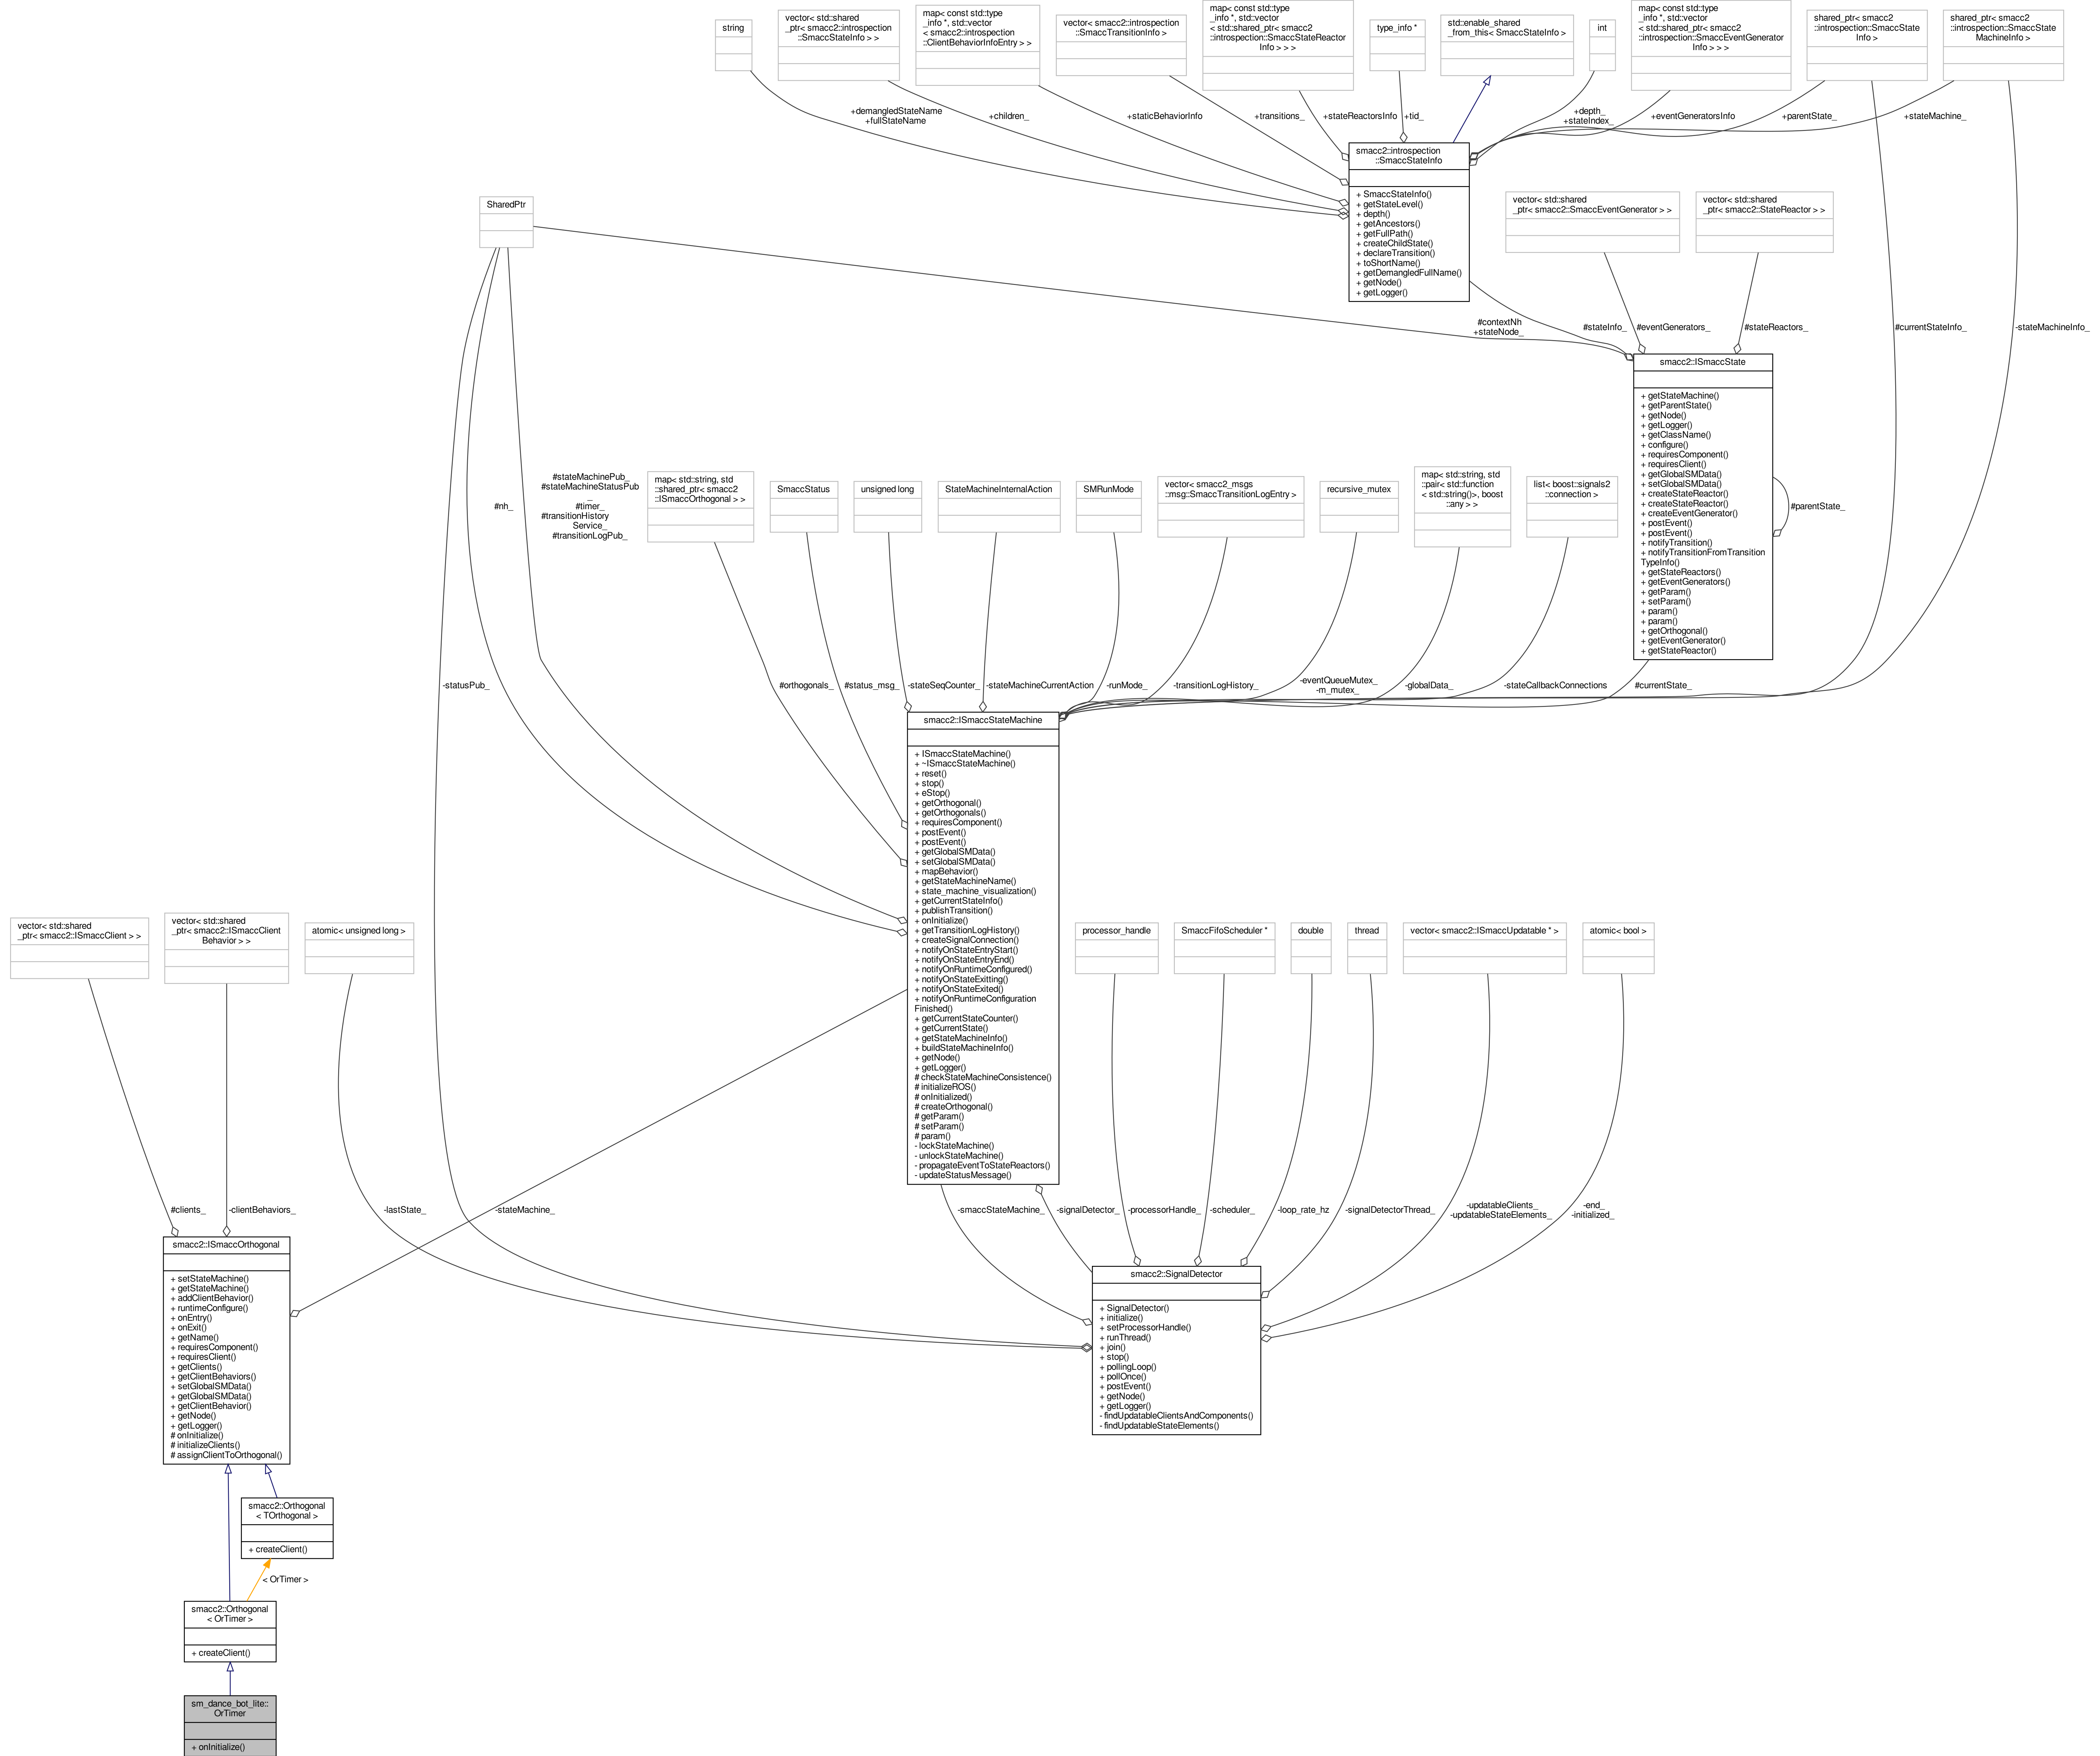 string
vector< std::shared
_ptr< smacc2::introspection
::SmaccStateInfo > >
map< const std::type
_info *, std::vector
< smacc2::introspection
::ClientBehaviorInfoEntry > >
vector< smacc2::introspection
::SmaccTransitionInfo >
map< const std::type
_info *, std::vector
< std::shared_ptr< smacc2
::introspection::SmaccStateReactor
Info > > >
type_info *
std::enable_shared
_from_this< SmaccStateInfo >
int
map< const std::type
_info *, std::vector
< std::shared_ptr< smacc2
::introspection::SmaccEventGenerator
Info > > >
shared_ptr< smacc2
::introspection::SmaccState
Info >
shared_ptr< smacc2
::introspection::SmaccState
MachineInfo >
+demangledStateName
+fullStateName
+children_
+staticBehaviorInfo
+transitions_
+stateReactorsInfo
+tid_
+depth_
+stateIndex_
+eventGeneratorsInfo
+parentState_
+stateMachine_
smacc2::introspection
::SmaccStateInfo
+ SmaccStateInfo()
+ getStateLevel()
+ depth()
+ getAncestors()
+ getFullPath()
+ createChildState()
+ declareTransition()
+ toShortName()
+ getDemangledFullName()
+ getNode()
+ getLogger()
SharedPtr
vector< std::shared
_ptr< smacc2::SmaccEventGenerator > >
vector< std::shared
_ptr< smacc2::StateReactor > >
#contextNh
+stateNode_
#stateInfo_
#eventGenerators_
#stateReactors_
#currentStateInfo_
-stateMachineInfo_
smacc2::ISmaccState
+ getStateMachine()
+ getParentState()
+ getNode()
+ getLogger()
+ getClassName()
+ configure()
+ requiresComponent()
+ requiresClient()
+ getGlobalSMData()
+ setGlobalSMData()
+ createStateReactor()
+ createStateReactor()
+ createEventGenerator()
+ postEvent()
+ postEvent()
+ notifyTransition()
+ notifyTransitionFromTransition
TypeInfo()
+ getStateReactors()
+ getEventGenerators()
+ getParam()
+ setParam()
+ param()
+ param()
+ getOrthogonal()
+ getEventGenerator()
+ getStateReactor()
#parentState_
#nh_
#stateMachinePub_
#stateMachineStatusPub
_
#timer_
#transitionHistory
Service_
#transitionLogPub_
map< std::string, std
::shared_ptr< smacc2
::ISmaccOrthogonal > >
SmaccStatus
unsigned long
StateMachineInternalAction
SMRunMode
vector< smacc2_msgs
::msg::SmaccTransitionLogEntry >
recursive_mutex
map< std::string, std
::pair< std::function
< std::string()>, boost
::any > >
list< boost::signals2
::connection >
-statusPub_
#orthogonals_
#status_msg_
-stateSeqCounter_
-stateMachineCurrentAction
-runMode_
-transitionLogHistory_
-eventQueueMutex_
-m_mutex_
-globalData_
-stateCallbackConnections
#currentState_
smacc2::ISmaccStateMachine
+ ISmaccStateMachine()
+ ~ISmaccStateMachine()
+ reset()
+ stop()
+ eStop()
+ getOrthogonal()
+ getOrthogonals()
+ requiresComponent()
+ postEvent()
+ postEvent()
+ getGlobalSMData()
+ setGlobalSMData()
+ mapBehavior()
+ getStateMachineName()
+ state_machine_visualization()
+ getCurrentStateInfo()
+ publishTransition()
+ onInitialize()
+ getTransitionLogHistory()
+ createSignalConnection()
+ notifyOnStateEntryStart()
+ notifyOnStateEntryEnd()
+ notifyOnRuntimeConfigured()
+ notifyOnStateExitting()
+ notifyOnStateExited()
+ notifyOnRuntimeConfiguration
Finished()
+ getCurrentStateCounter()
+ getCurrentState()
+ getStateMachineInfo()
+ buildStateMachineInfo()
+ getNode()
+ getLogger()
# checkStateMachineConsistence()
# initializeROS()
# onInitialized()
# createOrthogonal()
# getParam()
# setParam()
# param()
- lockStateMachine()
- unlockStateMachine()
- propagateEventToStateReactors()
- updateStatusMessage()
vector< std::shared
_ptr< smacc2::ISmaccClient > >
vector< std::shared
_ptr< smacc2::ISmaccClient
Behavior > >
atomic< unsigned long >
processor_handle
SmaccFifoScheduler *
double
thread
vector< smacc2::ISmaccUpdatable * >
atomic< bool >
#clients_
-clientBehaviors_
-lastState_
-stateMachine_
-smaccStateMachine_
-signalDetector_
-processorHandle_
-scheduler_
-loop_rate_hz
-signalDetectorThread_
-updatableClients_
-updatableStateElements_
-end_
-initialized_
smacc2::ISmaccOrthogonal
+ setStateMachine()
+ getStateMachine()
+ addClientBehavior()
+ runtimeConfigure()
+ onEntry()
+ onExit()
+ getName()
+ requiresComponent()
+ requiresClient()
+ getClients()
+ getClientBehaviors()
+ setGlobalSMData()
+ getGlobalSMData()
+ getClientBehavior()
+ getNode()
+ getLogger()
# onInitialize()
# initializeClients()
# assignClientToOrthogonal()
smacc2::SignalDetector
+ SignalDetector()
+ initialize()
+ setProcessorHandle()
+ runThread()
+ join()
+ stop()
+ pollingLoop()
+ pollOnce()
+ postEvent()
+ getNode()
+ getLogger()
- findUpdatableClientsAndComponents()
- findUpdatableStateElements()
smacc2::Orthogonal
< TOrthogonal >
+ createClient()
< OrTimer >
smacc2::Orthogonal
< OrTimer >
+ createClient()
sm_dance_bot_lite::
OrTimer
+ onInitialize()